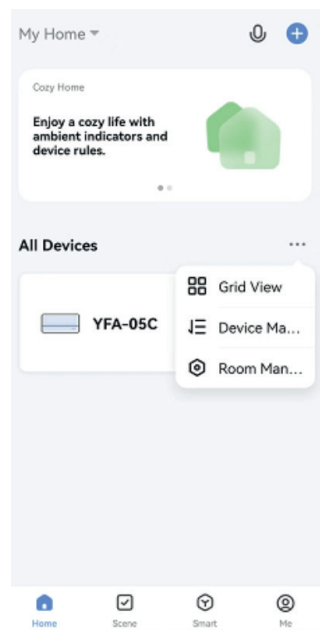 My Home
Cozy Home
Enjoy a cozy life with
ambient indicators and
device rules.
All Devices
Grid View
YFA-05C
Device Ma...
Room Man...
Home
Scene
Smart
Me